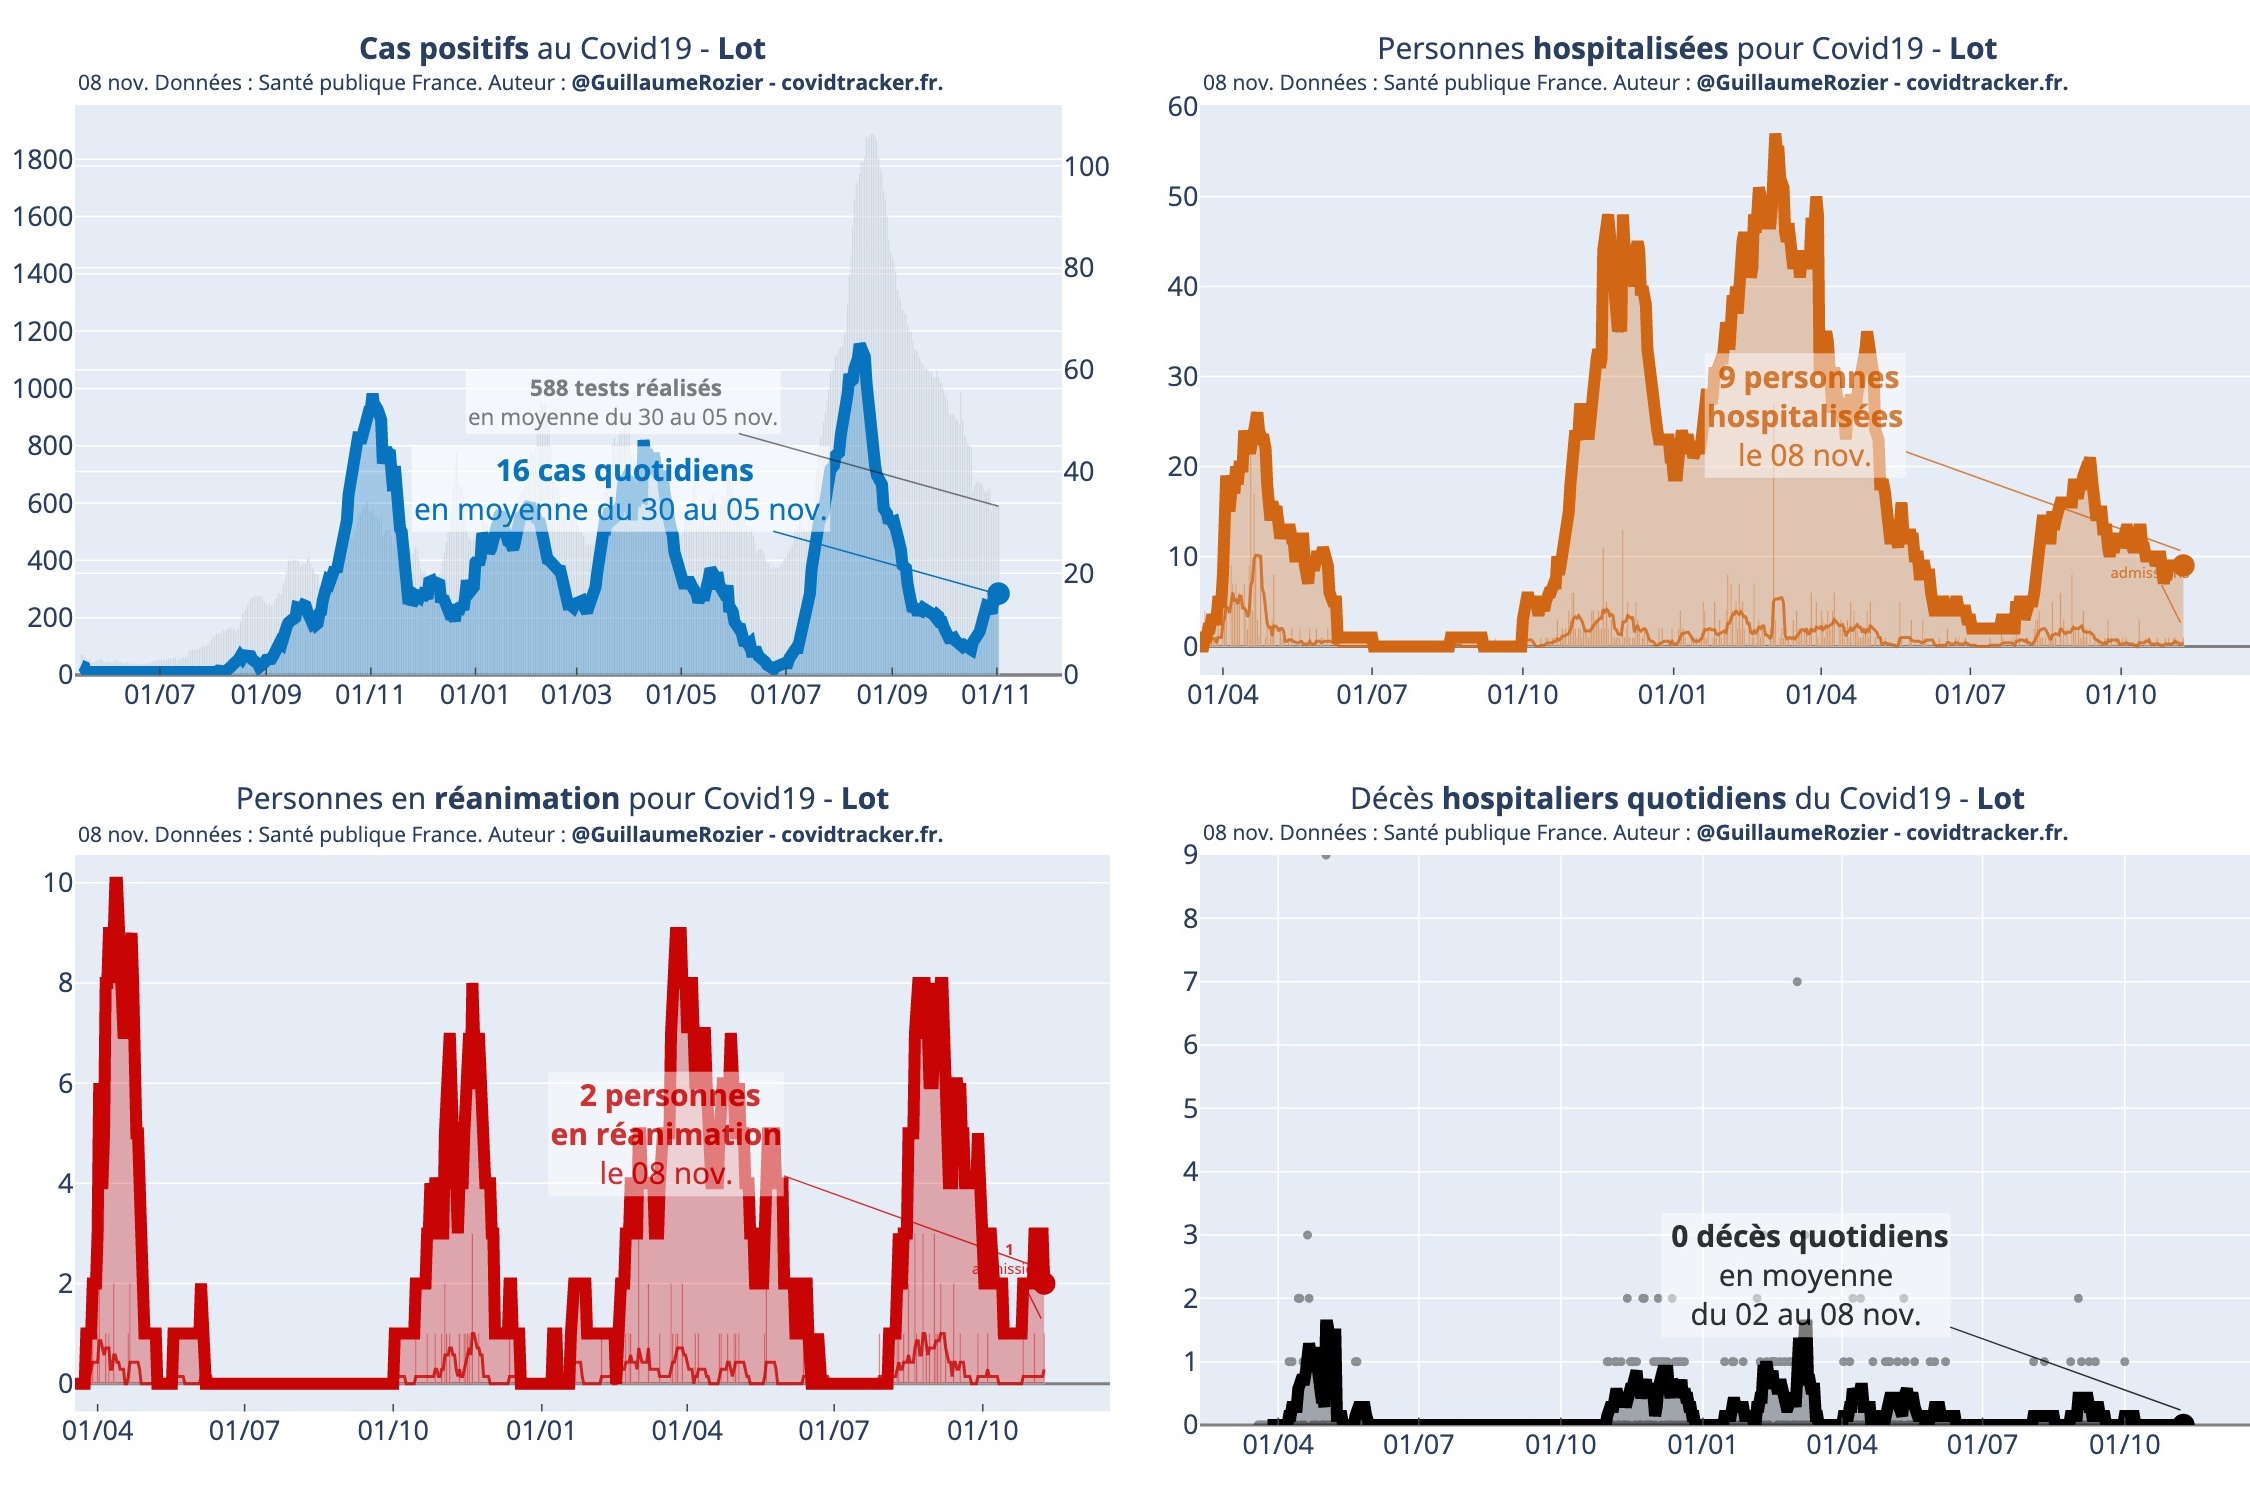 Cas positifs au Covid19 - Lot
08 nov. Données : Santé publique France. Auteur : @GuillaumeRozier - covidtracker.fr.
1800
1600
1400
1200
1000
800
600
400
200
0
100
80
60
40
20
0
588 tests réalisés
en moyenne du 30 au 05 nov.
16 cas quotidiens
en moyenne du 30 au 05 nov.
01/07 01/09 01/11 01/01 01/03 01/05 01/07 01/09 01/11
Personnes hospitalisées pour Covid19 - Lot
08 nov. Données : Santé publique France. Auteur : @GuillaumeRozier - covidtracker.fr.
60
50
40
30
20
10
0
9 personnes
hospitalisées
le 08 nov.
01/04 01/07 01/10 01/01 01/04 01/07 01/10
Personnes en réanimation pour Covid19 - Lot
08 nov. Données : Santé publique France. Auteur : @GuillaumeRozier - covidtracker.fr.
10
8
6
4
2
0
2 personnes
en réanimation
le 08 nov.
1
01/04 01/07 01/10 01/01 01/04 01/07 01/10
Décès hospitaliers quotidiens du Covid19 - Lot
08 nov. Données : Santé publique France. Auteur : @GuillaumeRozier - covidtracker.fr.
9
8
7
6
5
4
3
2
1
0
0 décès quotidiens
en moyenne
du 02 au 08 nov.
01/04 01/07 01/10 01/01 01/04 01/07 01/10